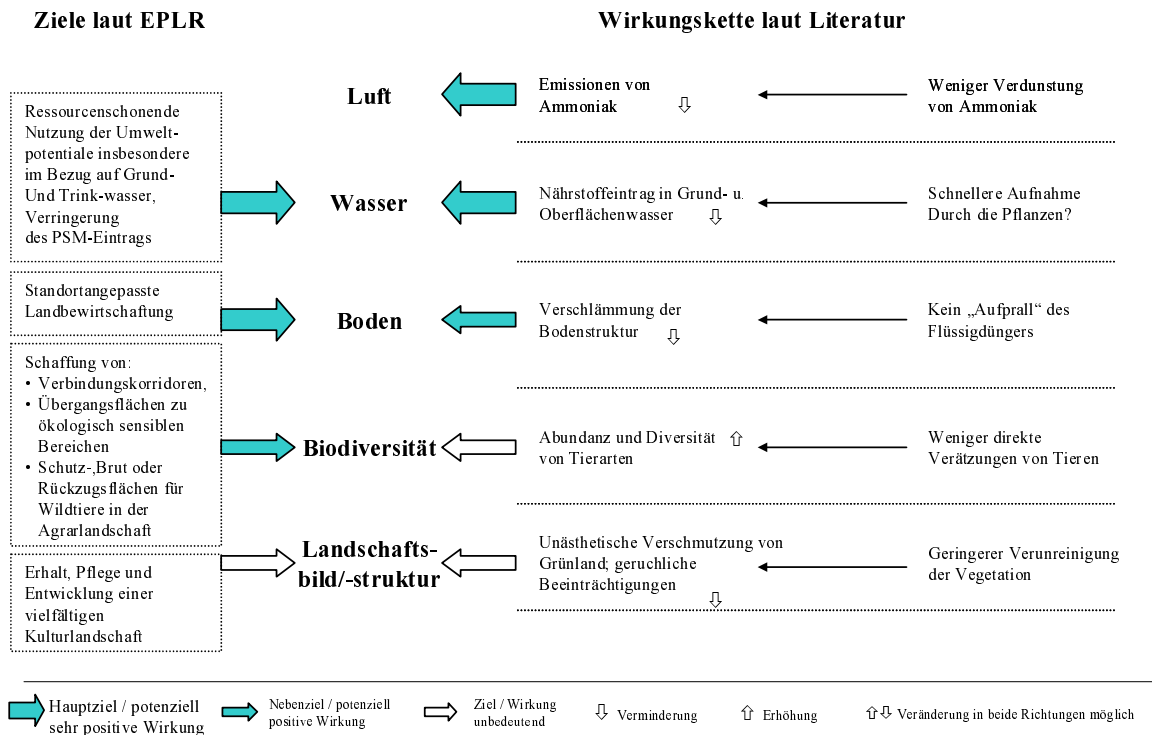 Ziele laut EPLR
Wirkungskette laut Literatur
Ressourcenschonende
Nutzung der Umwelt-
potentiale insbesondere
im Bezug auf Grund-
Und Trink-wasser,
Verringerung
des PSM-Eintrags
Luft
Emissionen von
Ammoniak ⇩
Weniger Verdunstung
von Ammoniak
Wasser
Nährstoffeintrag in Grund- u.
Oberflächenwasser ⇩
Schnellere Aufnahme
Durch die Pflanzen?
Standortangepasste
Landbewirtschaftung
Boden
Verschlämmung der
Bodenstruktur ⇩
Kein „Aufprall“ des
Flüssigdüngers
Schaffung von:
• Verbindungskorridoren,
• Übergangsflächen zu
ökologisch sensiblen
Bereichen
• Schutz-,Brut oder
Rückzugsflächen für
Wildtiere in der
Agrarlandschaft
Biodiversität
Abundanz und Diversität ⇧
von Tierarten
Weniger direkte
Verätzungen von Tieren
Erhalt, Pflege und
Entwicklung einer
vielfältigen
Kulturlandschaft
Landschafts-
bild/-struktur
Unästhetische Verschmutzung von
Grünland; geruchliche
Beeinträchtigungen ⇩
Geringerer Verunreinigung
der Vegetation
Hauptziel / potenziell
sehr positive Wirkung
Nebenziel / potenziell
positive Wirkung
Ziel / Wirkung
unbedeutend
⇩ Verminderung
⇧ Erhöhung
⇧⇩ Veränderung in beide Richtungen möglich